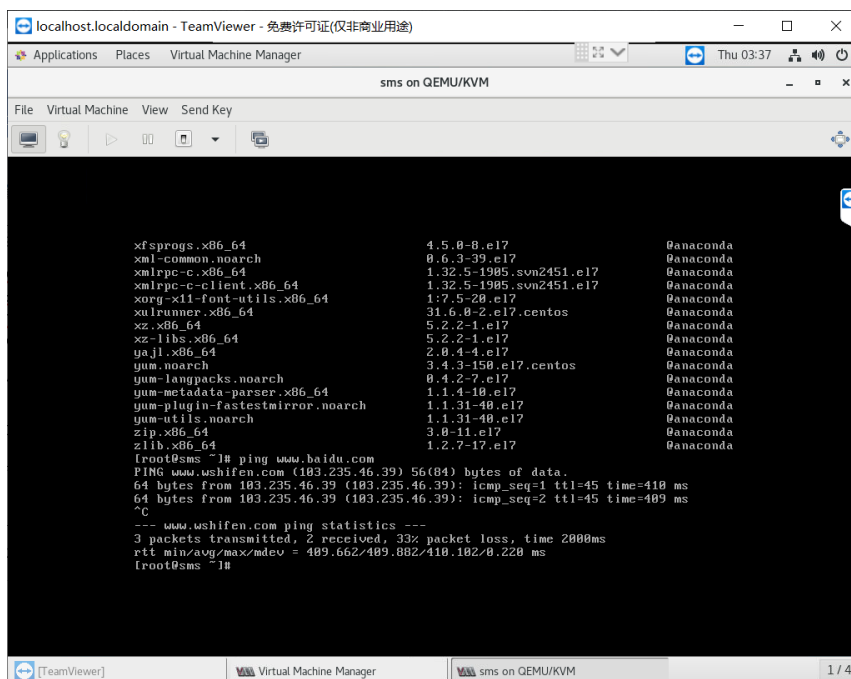 localhost.localdomain - TeamViewer - 免费许可证(仅非商业用途)
Applications Places Virtual Machine Manager Thu 03:37
sms on QEMU/KVM
File Virtual Machine View Send Key
xfsprogs.x86_64 4.5.0-8.el7 @anaconda
xml-common.noarch 0.6.3-39.el7 @anaconda
xmlrpc-c.x86_64 1.32.5-1905.svn2451.el7 @anaconda
xmlrpc-c-client.x86_64 1.32.5-1905.svn2451.el7 @anaconda
xorg-x11-font-utils.x86_64 1:7.5-20.el7 @anaconda
xulrunner.x86_64 31.6.0-2.el7.centos @anaconda
xz.x86_64 5.2.2-1.el7 @anaconda
xz-libs.x86_64 5.2.2-1.el7 @anaconda
yajl.x86_64 2.0.4-4.el7 @anaconda
yum.noarch 3.4.3-150.el7.centos @anaconda
yum-langpacks.noarch 0.4.2-7.el7 @anaconda
yum-metadata-parser.x86_64 1.1.4-10.el7 @anaconda
yum-plugin-fastestmirror.noarch 1.1.31-40.el7 @anaconda
yum-utils.noarch 1.1.31-40.el7 @anaconda
zip.x86_64 3.0-11.el7 @anaconda
zlib.x86_64 1.2.7-17.el7 @anaconda
[root@sms ~]# ping www.baidu.com
PING www.wshifen.com (103.235.46.39) 56(84) bytes of data.
64 bytes from 103.235.46.39 (103.235.46.39): icmp_seq=1 ttl=45 time=410 ms
64 bytes from 103.235.46.39 (103.235.46.39): icmp_seq=2 ttl=45 time=409 ms
^C
--- www.wshifen.com ping statistics ---
3 packets transmitted, 2 received, 33% packet loss, time 2000ms
rtt min/avg/max/mdev = 409.662/409.882/410.102/0.220 ms
[root@sms ~]#
[TeamViewer] Virtual Machine Manager sms on QEMU/KVM 1 / 4